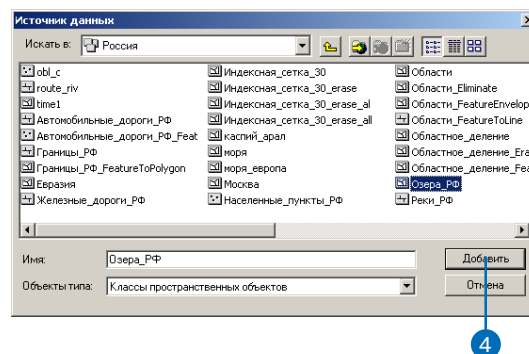 Источник данных
Искать в: Россия
obl_c
route_riv
time1
Автомобильные_дороги_РФ
Автомобильные_дороги_РФ_Feat
Границы_РФ
Границы_РФ_FeatureToPolygon
Евразия
Железные_дороги_РФ
Индексная_сетка_30
Индексная_сетка_30_erase
Индексная_сетка_30_erase_al
Индексная_сетка_30_erase_all
каспий_арал
моря
моря_европа
Москва
Населенные_пункты_РФ
Области
Области_Eliminate
Области_FeatureEnvelop
Области_FeatureToLine
Областное_деление
Областное_деление_Era
Областное_деление_Fea
Озера_РФ
Реки_РФ
Имя: Озера_РФ Добавить
Объекты типа: Классы пространственных объектов Отмена
4